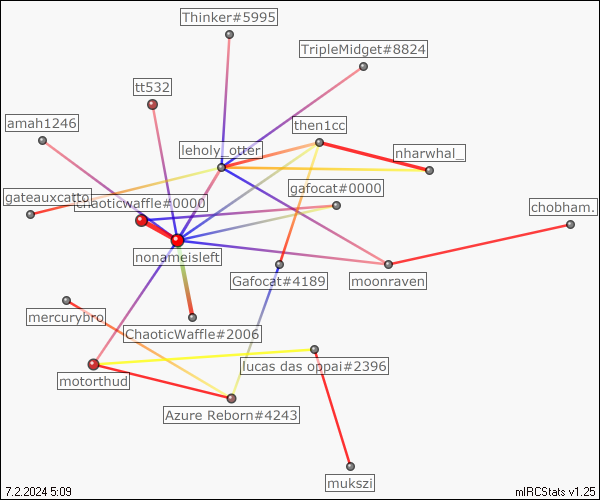 Thinker#5995
TripleMidget#8824
tt532
amah1246
then1cc
leholy_otter
nharwhal_
gafocat#0000
gateauxcatto
chaoticwaffle#0000
chobham.
nonameisleft
Gafocat#4189
moonraven
mercurybro
ChaoticWaffle#2006
lucas das oppai#2396
motorthud
Azure Reborn#4243
mukszi
7.2.2024 5:09
mIRCStats v1.25